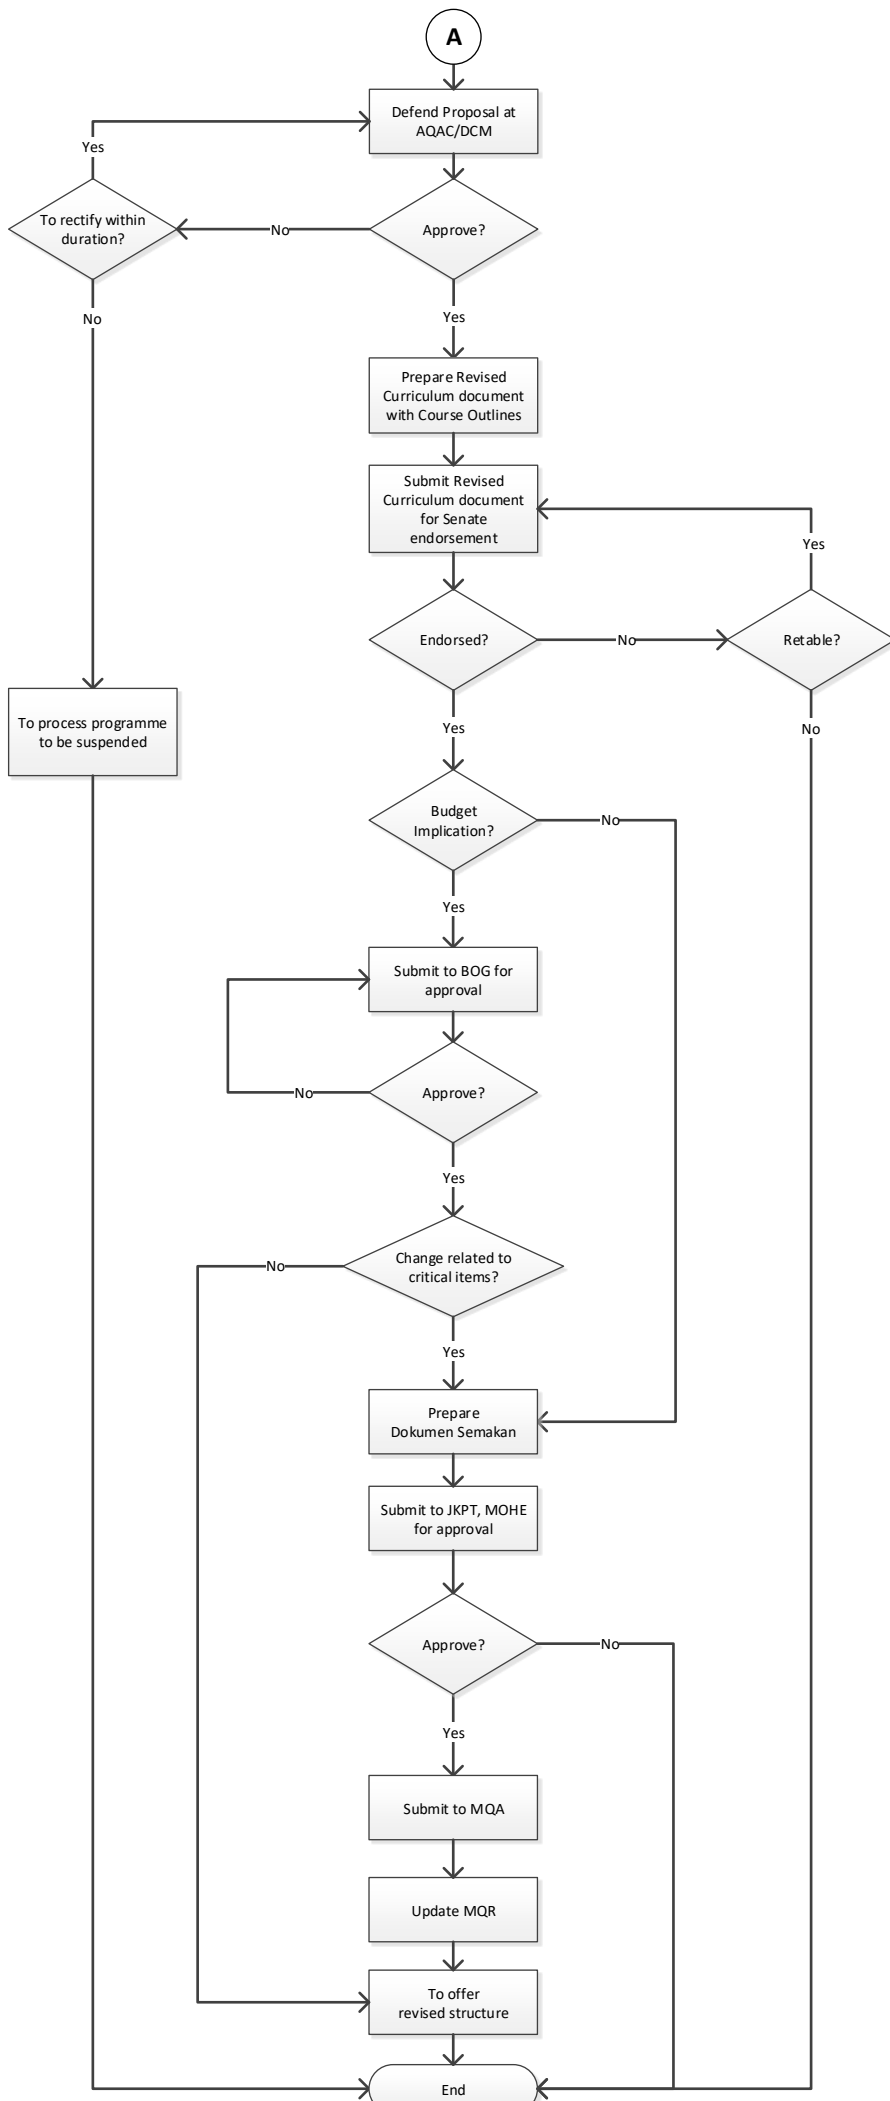 A
Defend Proposal at
AQAC/DCM
Yes
To rectify within
duration?
No
Approve?
No
Yes
Prepare Revised
Curriculum document
with Course Outlines
Submit Revised
Curriculum document
for Senate
endorsement
Yes
Endorsed?
No
Retable?
To process programme
to be suspended
Yes
No
Budget
Implication?
No
Yes
Submit to BOG for
approval
No
Approve?
Yes
No
Change related to
critical items?
Yes
Prepare
Dokumen Semakan
Submit to JKPT, MOHE
for approval
Approve?
No
Yes
Submit to MQA
Update MQR
To offer
revised structure
End